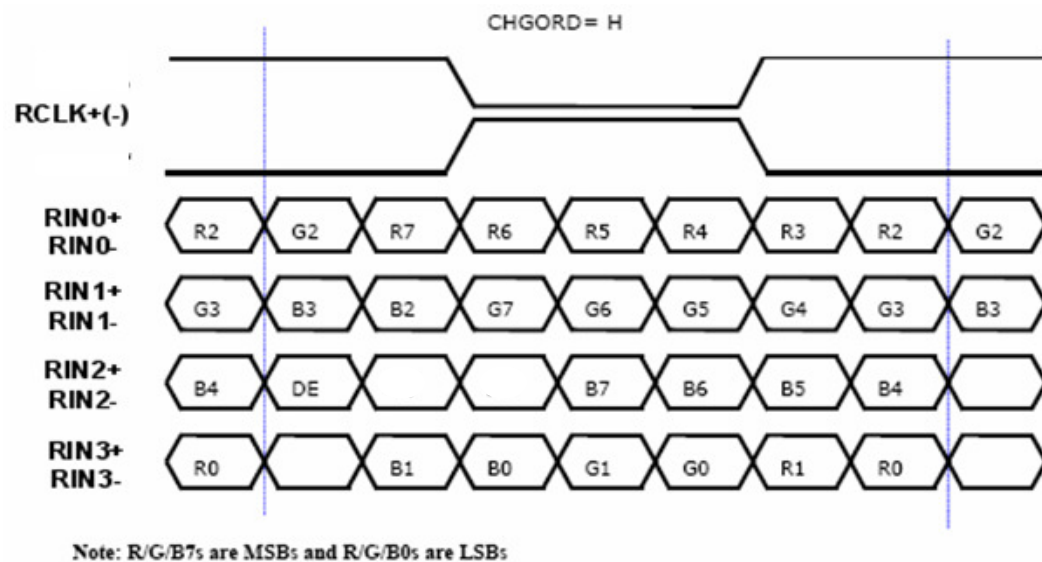 CHGORD= H
RCLK+(-)
RIN0+
RIN0-
R2 G2 R7 R6 R5 R4 R3 R2 G2
RIN1+
RIN1-
G3 B3 B2 G7 G6 G5 G4 G3 B3
RIN2+
RIN2-
B4 DE B7 B6 B5 B4
RIN3+
RIN3-
R0 B1 B0 G1 G0 R1 R0
Note: R/G/B7s are MSBs and R/G/B0s are LSBs